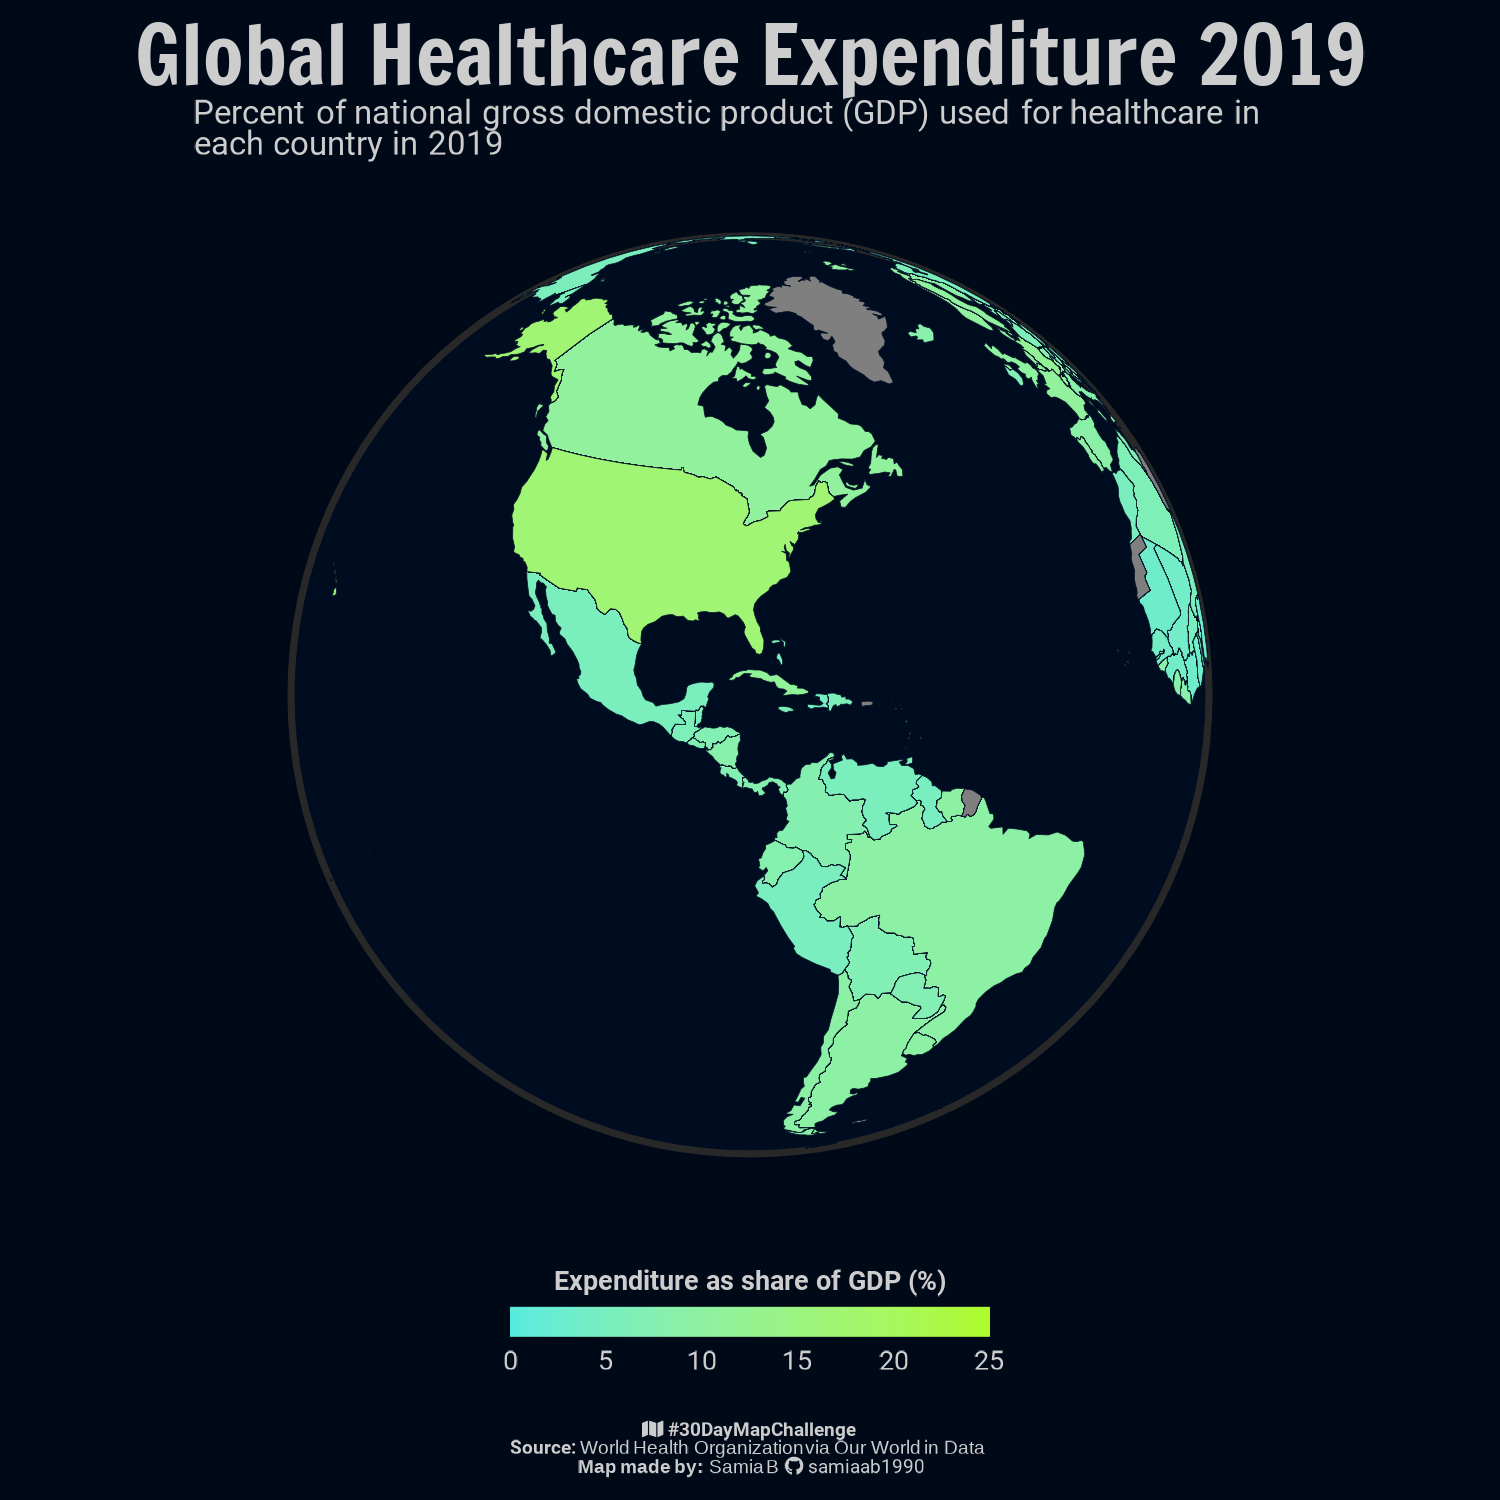 Global Healthcare Expenditure 2019
Percent of national gross domestic product (GDP) used for healthcare in
each country in 2019
Expenditure as share of GDP (%)
0 5 10 15 20 25
#30DayMapChallenge
Source: World Health Organization via Our World in Data
Map made by: Samia B samiaab1990